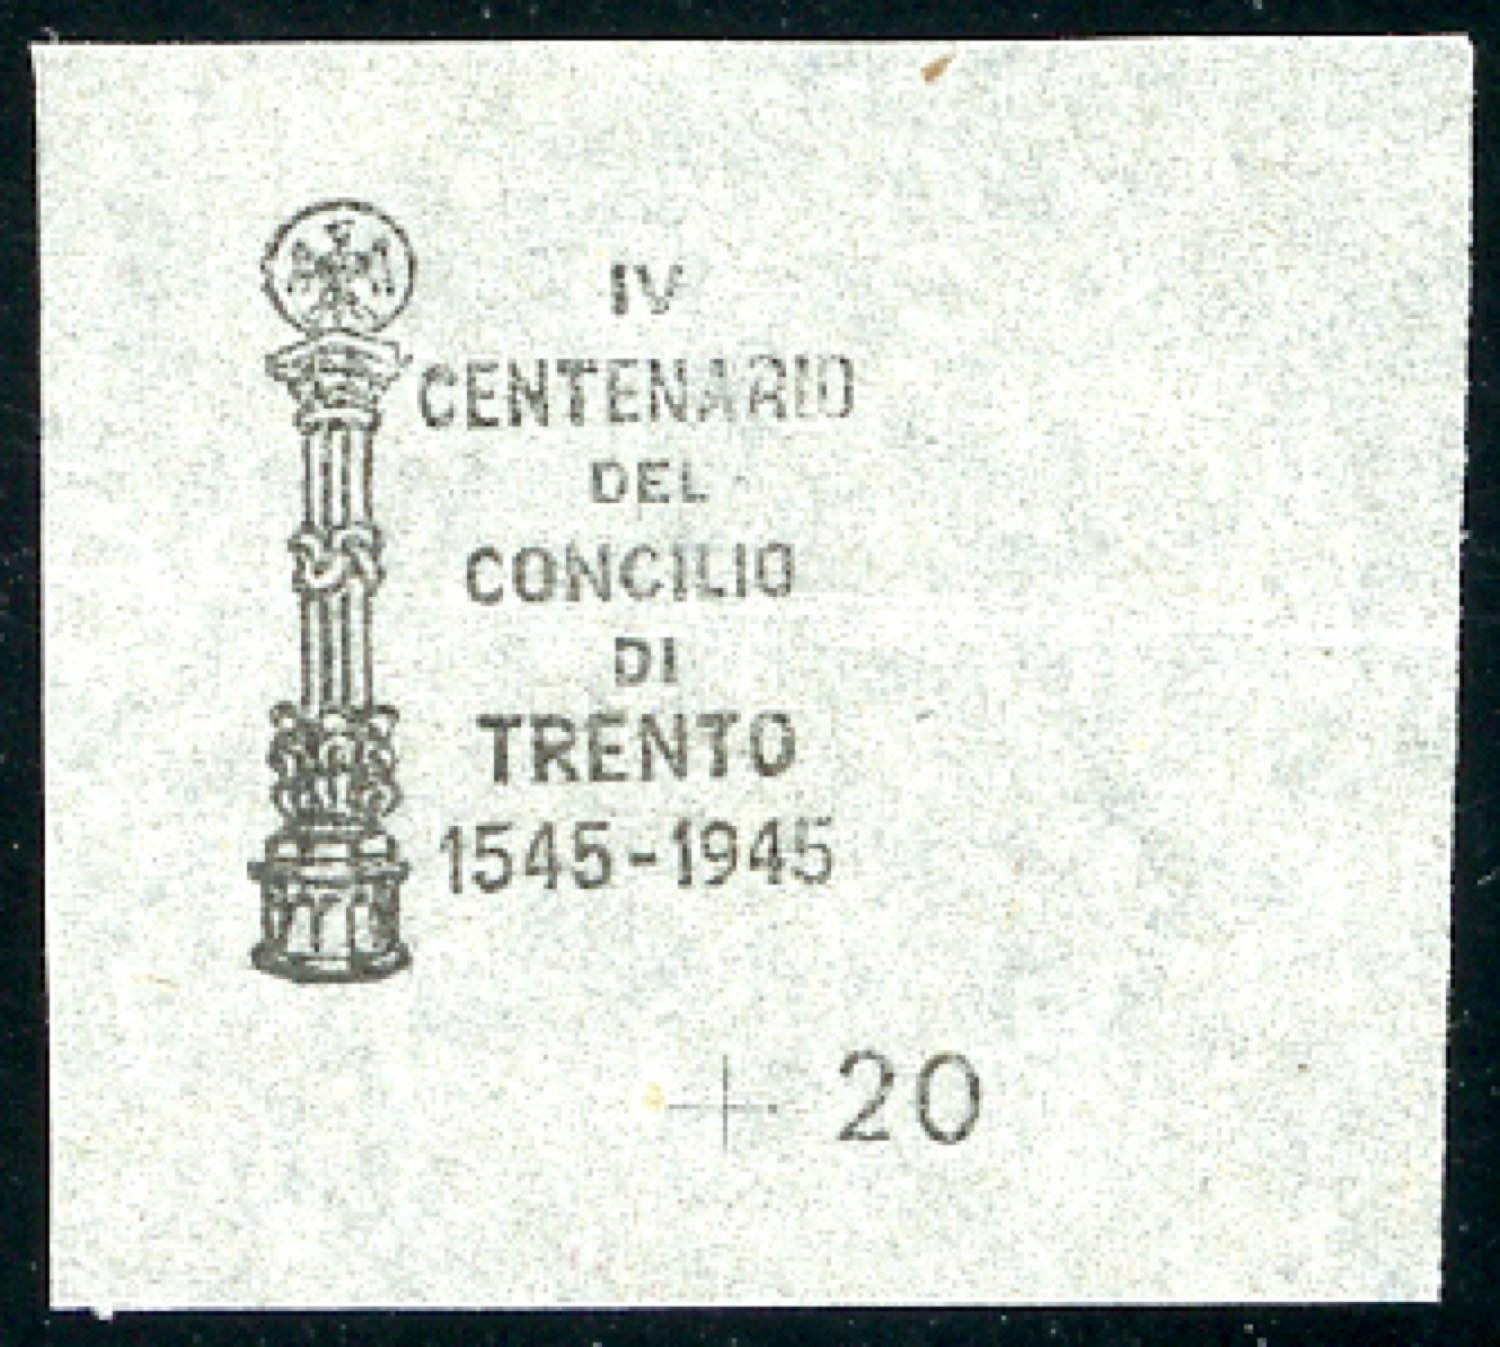 IV
CENTENARIO
DEL
CONCILIO
DI
TRENTO
1545-1945
+ 20